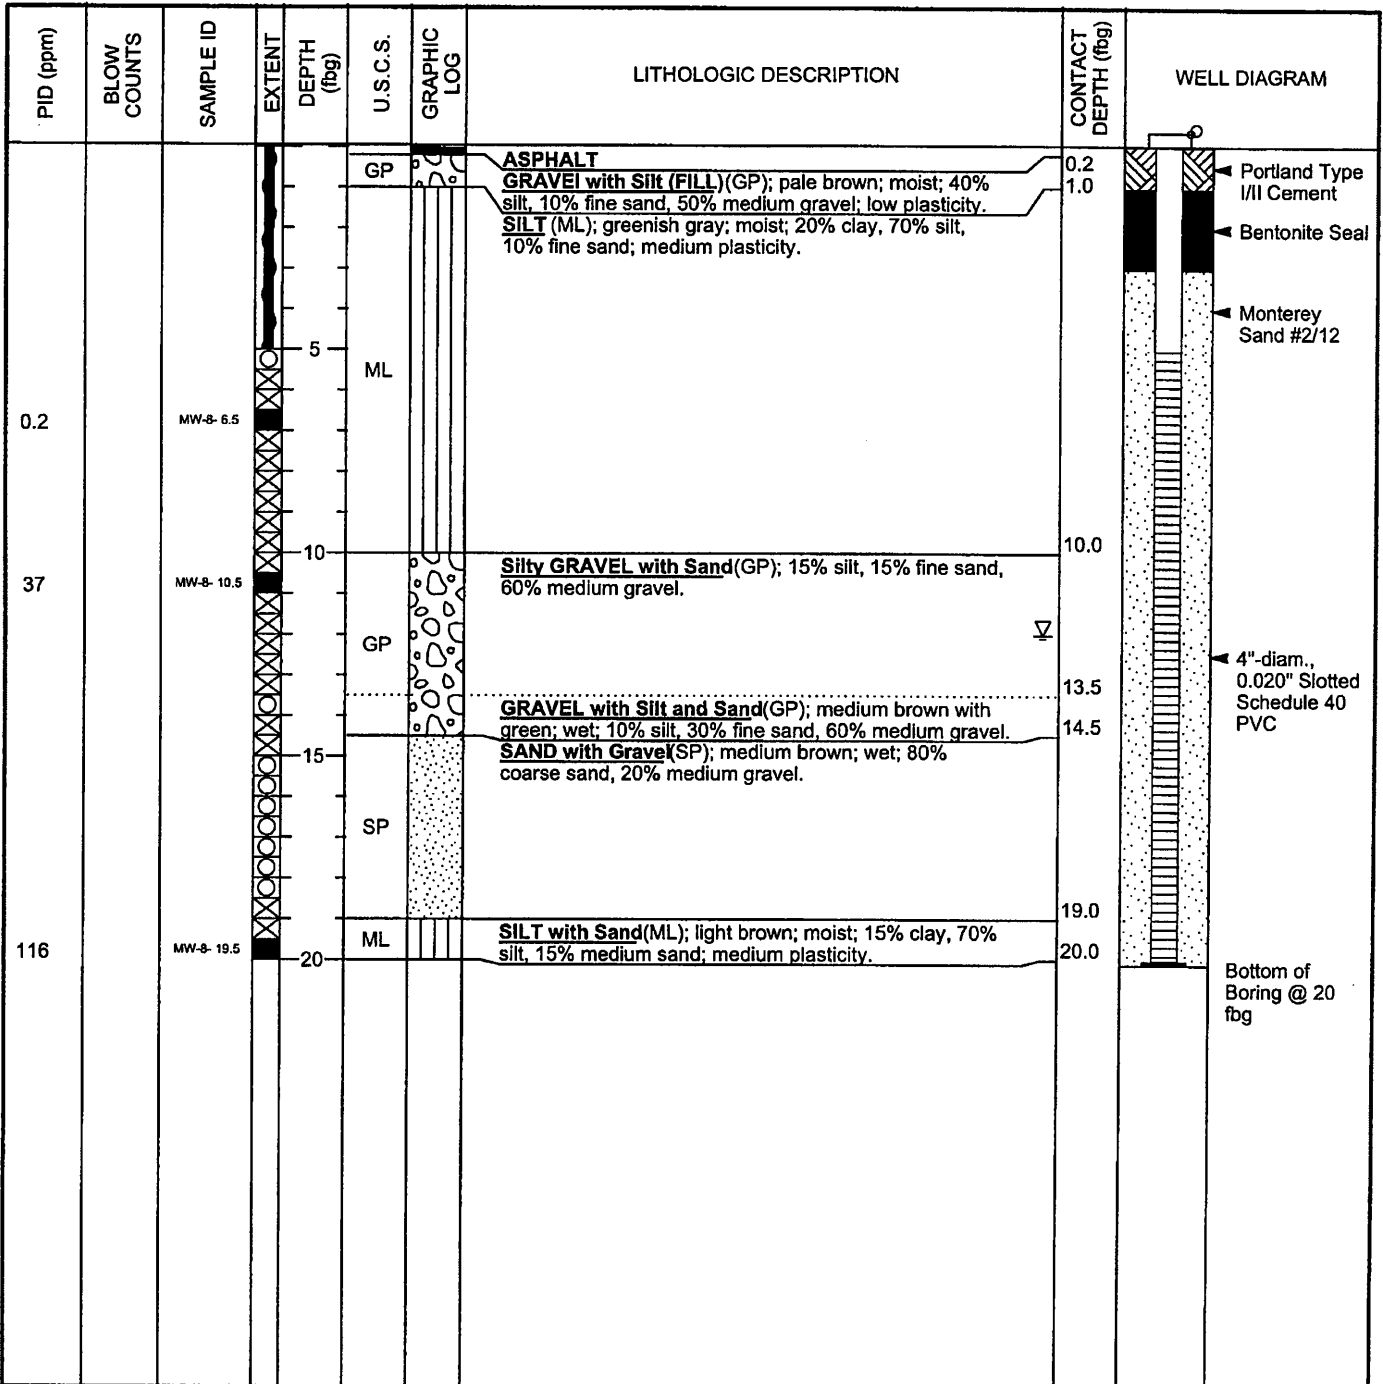 PID (ppm)
BLOW
COUNTS
SAMPLE ID
EXTENT
DEPTH
(fbg)
U.S.C.S.
GRAPHIC
LOG
LITHOLOGIC DESCRIPTION
CONTACT
DEPTH (fbg)
WELL DIAGRAM
GP
ASPHALT
GRAVEl with Silt (FILL)(GP); pale brown; moist; 40%
silt, 10% fine sand, 50% medium gravel; low plasticity.
SILT (ML); greenish gray; moist; 20% clay, 70% silt,
10% fine sand; medium plasticity.
0.2
1.0
Portland Type
I/II Cement
Bentonite Seal
Monterey
Sand #2/12
5
ML
0.2
MW-8- 6.5
10
10.0
37
MW-8- 10.5
Silty GRAVEL with Sand(GP); 15% silt, 15% fine sand,
60% medium gravel.
GP
13.5
4"-diam.,
0.020" Slotted
Schedule 40
PVC
GRAVEL with Silt and Sand(GP); medium brown with
green; wet; 10% silt, 30% fine sand, 60% medium gravel.
14.5
15
SAND with Gravel(SP); medium brown; wet; 80%
coarse sand, 20% medium gravel.
SP
19.0
116
MW-8- 19.5
ML
SILT with Sand(ML); light brown; moist; 15% clay, 70%
silt, 15% medium sand; medium plasticity.
20
20.0
Bottom of
Boring @ 20
fbg